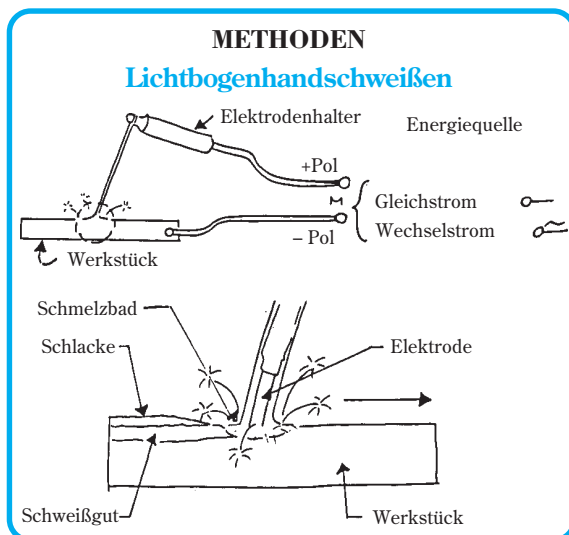 METHODEN
Lichtbogenhandschweißen
Elektrodenhalter
Energiequelle
+Pol
Gleichstrom
Wechselstrom
– Pol
Werkstück
Schmelzbad
Schlacke
Elektrode
Schweißgut
Werkstück